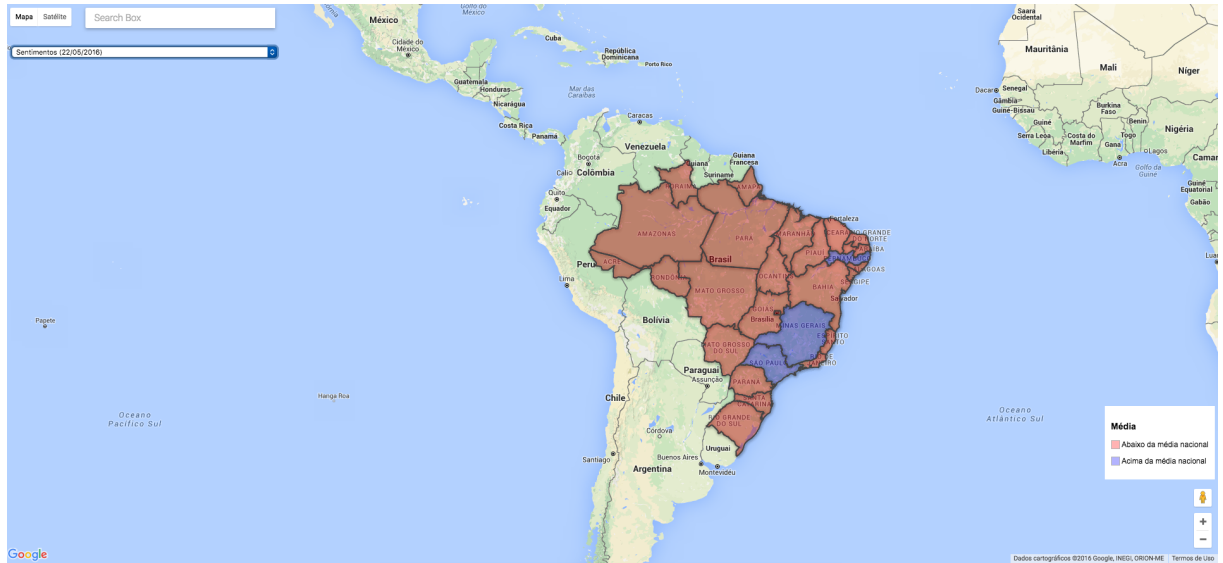 Mapa Satélite
Search Box
Sentimentos (22/05/2016)
Golfo do
México
México
Cidade do
México
Cuba
República
Dominicana
Porto Rico
Guatemala
Honduras
Mar das
Caraíbas
Nicarágua
Costa Rica
Panamá
Caracas
Venezuela
Bogotá
Colômbia
Guiana
Suriname
Guiana
Francesa
Quito
Equador
Peru
Lima
Bolívia
Paraguai
Assunção
Chile
Córdova
Santiago
Buenos Aires
Uruguai
Montevidéu
Argentina
RORAIMA
AMAPÁ
AMAZONAS
PARÁ
Brasil
ACRE
RONDÔNIA
MATO GROSSO
TOCANTINS
MARANHÃO
PIAUÍ
CEARÁ
Fortaleza
RIO GRANDE
DO NORTE
PARAÍBA
PERNAMBUCO
ALAGOAS
SERGIPE
BAHIA
Salvador
GOIÁS
Brasília
MINAS GERAIS
ESPÍRITO
SANTO
RIO DE
JANEIRO
SÃO PAULO
MATO GROSSO
DO SUL
PARANÁ
SANTA
CATARINA
RIO GRANDE
DO SUL
Papete
Hanga Roa
Oceano
Pacífico Sul
Oceano
Atlântico Sul
Saara
Ocidental
Mauritânia
Mali
Níger
Dacar
Senegal
Gâmbia
Guiné-Bissau
Guiné
Serra Leoa
Libéria
Costa do
Marfim
Burkina
Faso
Gana
Togo
Benin
Nigéria
Lagos
Acra
Golfo da
Guiné
Guiné
Equatorial
Gabão
Média
Abaixo da média nacional
Acima da média nacional
+
−
Google
Dados cartográficos ©2016 Google, INEGI, ORION-ME Termos de Uso